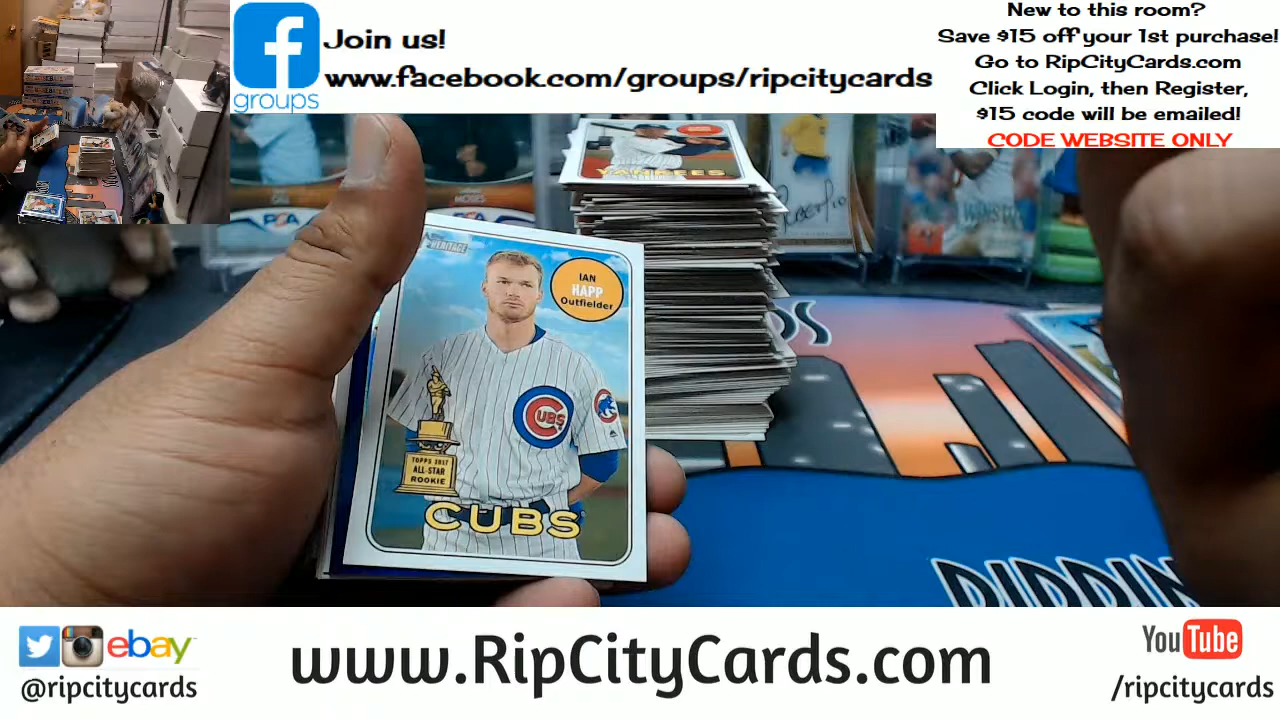 Join us!
www.facebook.com/groups/ripcitycards
groups
New to this room?
Save $15 off your 1st purchase!
Go to RipCityCards.com
Click Login, then Register,
$15 code will be emailed!
CODE WEBSITE ONLY
YANKEES
HERITAGE
IAN
HAPP
Outfielder
CUBS
TOPPS 2017
ALL-STAR
ROOKIE
CUBS
ebay
@ripcitycards
www.RipCityCards.com
YouTube
/ripcitycards